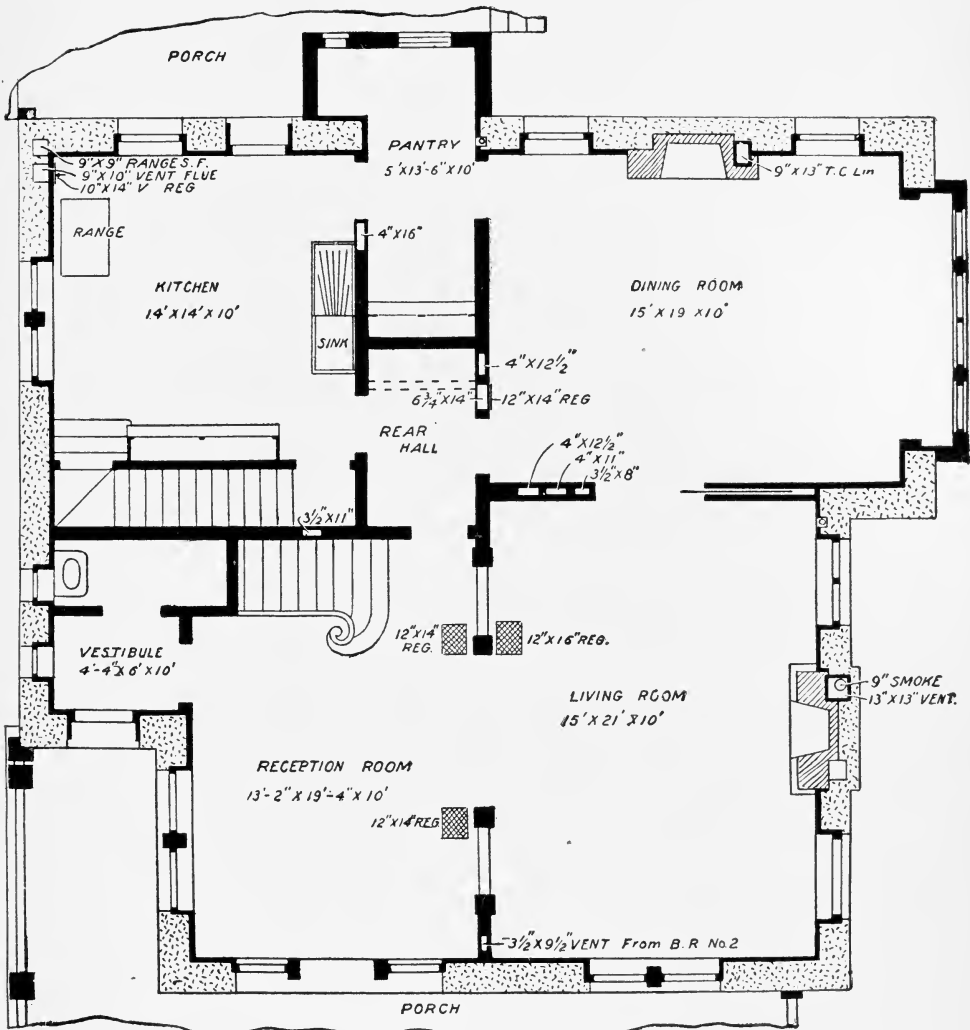 PORCH
PANTRY
5'X13'-6"X10'
9"X9" RANGE S.F.
9"X10" VENT FLUE
10"X14" V REG
9"X13" T.C Lin
RANGE
4"X16"
KITCHEN
14'X14'X10'
DINING ROOM
15'X19X10'
SINK
4"X12½"
6¾"X14"
12"X14" REG
REAR
HALL
4"X12½"
4"X11"
3½"X8"
3½"X11"
12"X14"
REG.
12"X16"REG.
VESTIBULE
4'-4"X6'X10'
9" SMOKE
13"X13" VENT.
LIVING ROOM
15'X21'X10'
RECEPTION ROOM
13'-2"X19'-4"X10'
12"X14"REG
3½"X9½"VENT From B.R No.2
PORCH